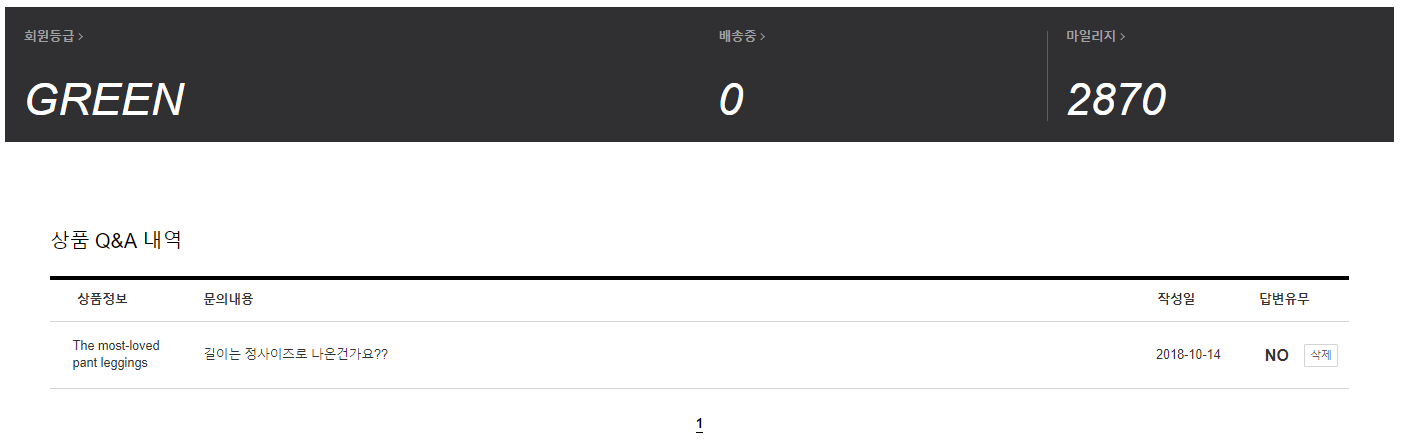 회원등급 > 배송중 > 마일리지 >
GREEN 0 2870
상품 Q&A 내역
상품정보 문의내용 작성일 답변유무
The most-loved
pant leggings
길이는 정사이즈로 나온건가요?? 2018-10-14 NO 삭제
1